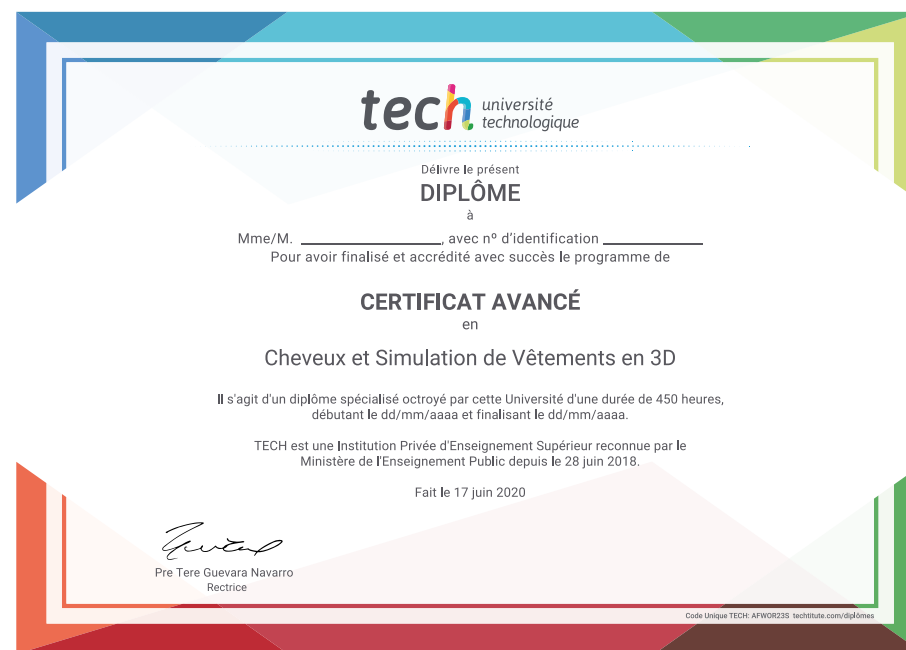 tech université
technologique
Délivre le présent
DIPLÔME
à
Mme/M. ____________________, avec nº d'identification ______________
Pour avoir finalisé et accrédité avec succès le programme de
CERTIFICAT AVANCÉ
en
Cheveux et Simulation de Vêtements en 3D
Il s'agit d'un diplôme spécialisé octroyé par cette Université d'une durée de 450 heures,
débutant le dd/mm/aaaa et finalisant le dd/mm/aaaa.
TECH est une Institution Privée d'Enseignement Supérieur reconnue par le
Ministère de l'Enseignement Public depuis le 28 juin 2018.
Fait le 17 juin 2020
Pre Tere Guevara Navarro
Rectrice
Code Unique TECH: AFWOR23S techtitute.com/diplômes